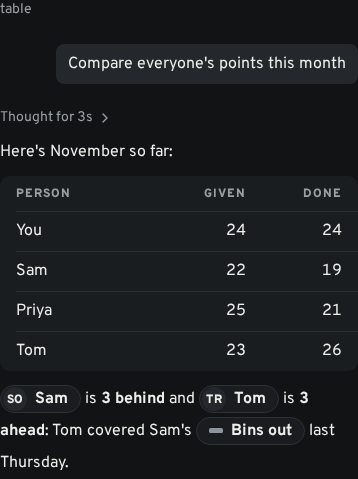 table
Compare everyone's points this month
Thought for 3s
Here's November so far:
PERSON GIVEN DONE
You 24 24
Sam 22 19
Priya 25 21
Tom 23 26
SO Sam is 3 behind and TR Tom is 3
ahead: Tom covered Sam's Bins out last
Thursday.